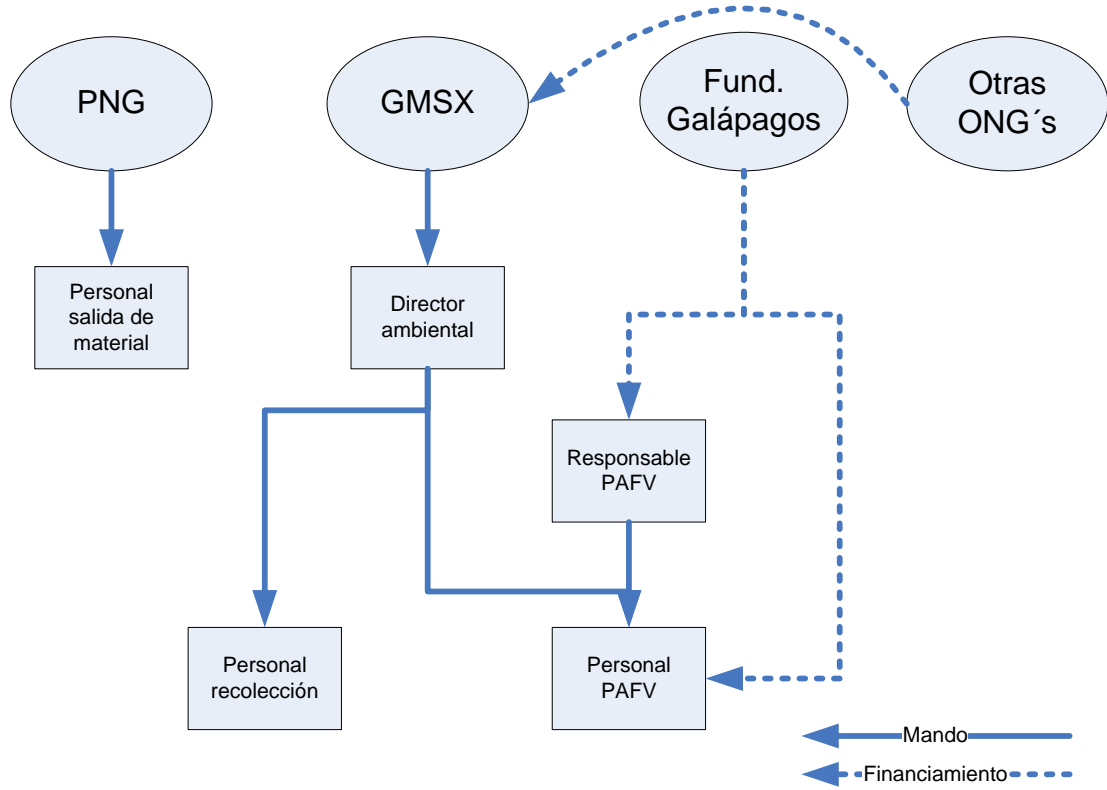 PNG
GMSX
Fund.
Galápagos
Otras
ONG´s
Personal
salida de
material
Director
ambiental
Responsable
PAFV
Personal
recolección
Personal
PAFV
Mando
Financiamiento